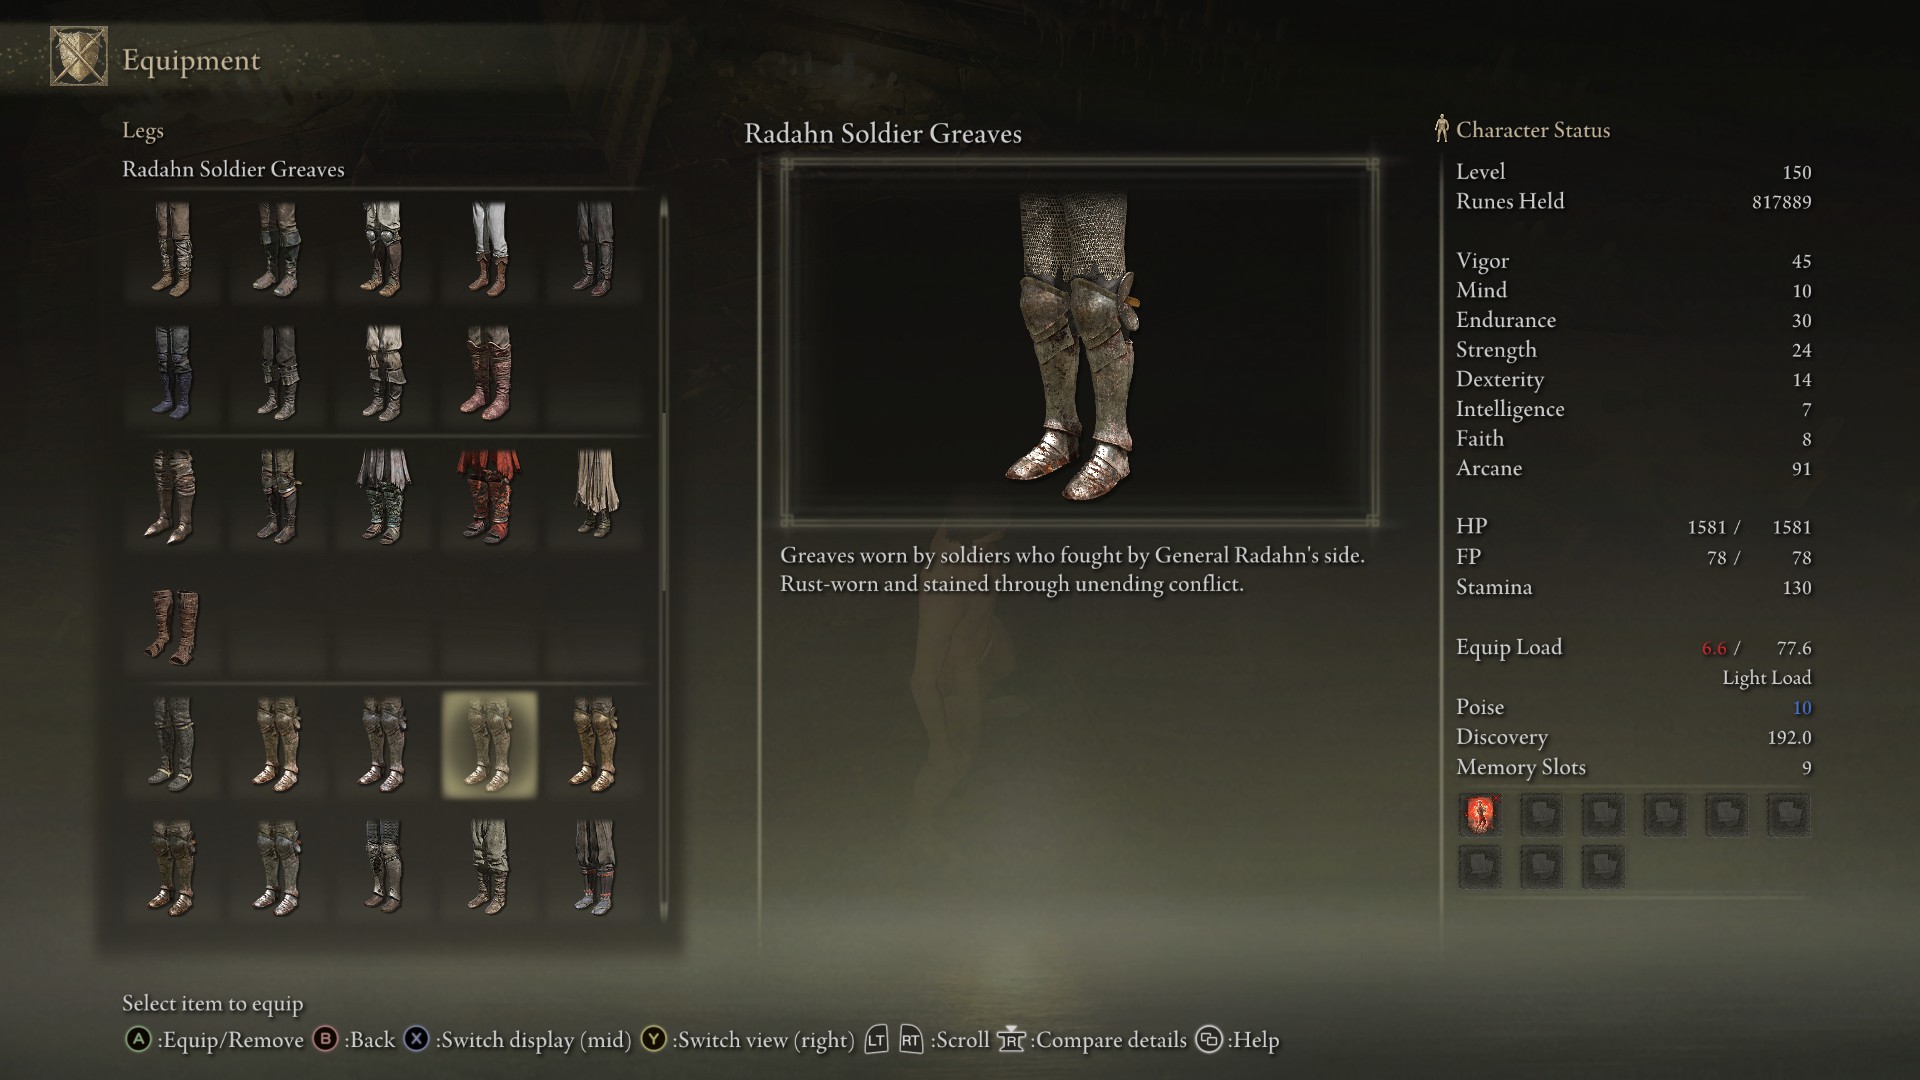 Equipment
Legs
Radahn Soldier Greaves
Radahn Soldier Greaves
Greaves worn by soldiers who fought by General Radahn's side.
Rust-worn and stained through unending conflict.
Character Status
Level 150
Runes Held 817889
Vigor 45
Mind 10
Endurance 30
Strength 24
Dexterity 14
Intelligence 7
Faith 8
Arcane 91
HP 1581 / 1581
FP 78 / 78
Stamina 130
Equip Load 6.6 / 77.6
Light Load
Poise 10
Discovery 192.0
Memory Slots 9
Select item to equip
A :Equip/Remove B :Back X :Switch display (mid) Y :Switch view (right) LT RT :Scroll R :Compare details :Help